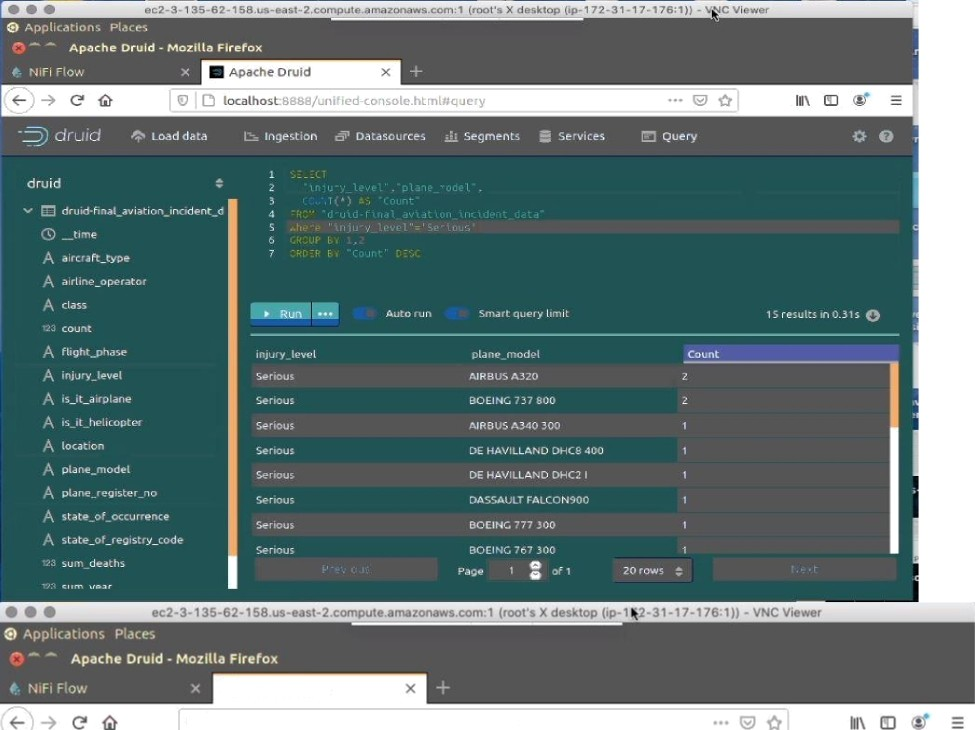 ec2-3-135-62-158.us-east-2.compute.amazonaws.com:1 (root's X desktop (ip-172-31-17-176:1)) - VNC Viewer
Applications Places
Apache Druid - Mozilla Firefox
NiFi Flow Apache Druid
localhost:8888/unified-console.html#query
druid Load data Ingestion Datasources Segments Services Query
druid
druid-final_aviation_incident_d
__time
aircraft_type
airline_operator
class
123 count
flight_phase
injury_level
is_it_airplane
is_it_helicopter
location
plane_model
plane_register_no
state_of_occurrence
state_of_registry_code
123 sum_deaths
123 sum_year
1 SELECT
2 "injury_level","plane_model",
3 COUNT(*) AS "Count"
4 FROM "druid-final_aviation_incident_data"
5 where "injury_level"='Serious'
6 GROUP BY 1,2
7 ORDER BY "Count" DESC
Run Auto run Smart query limit 15 results in 0.31s
injury_level plane_model Count
Serious AIRBUS A320 2
Serious BOEING 737 800 2
Serious AIRBUS A340 300 1
Serious DE HAVILLAND DHC8 400 1
Serious DE HAVILLAND DHC2 I 1
Serious DASSAULT FALCON900 1
Serious BOEING 777 300 1
Serious BOEING 767 300 1
Previous Page 1 of 1 20 rows Next
ec2-3-135-62-158.us-east-2.compute.amazonaws.com:1 (root's X desktop (ip-172-31-17-176:1)) - VNC Viewer
Applications Places
Apache Druid - Mozilla Firefox
NiFi Flow